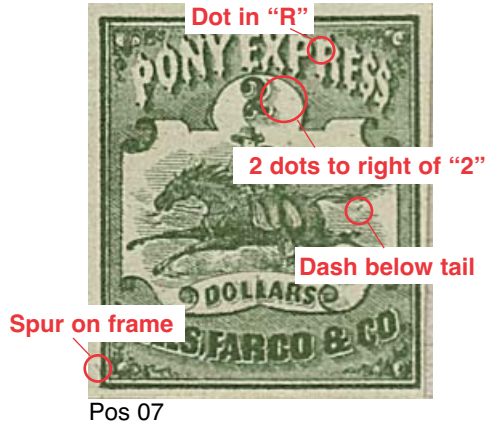 Dot in “R”
PONY EXPRESS
2
2 dots to right of “2”
Dash below tail
DOLLARS
Spur on frame
FARGO & CO
Pos 07